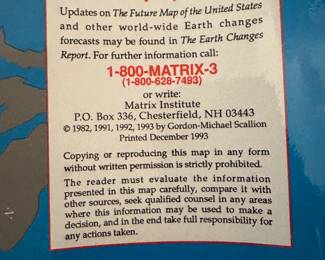 Updates on The Future Map of the United States
and other world-wide Earth changes
forecasts may be found in The Earth Changes
Report. For further information call:
1-800-MATRIX-3
(1-800-628-7493)
or write:
Matrix Institute
P.O. Box 336, Chesterfield, NH 03443
© 1982, 1991, 1992, 1993 by Gordon-Michael Scallion
Printed December 1993
Copying or reproducing this map in any form
without written permission is strictly prohibited.
The reader must evaluate the information
presented in this map carefully, compare it with
other sources, seek qualified counsel in any areas
where this information may be used to make a
decision, and in the end take full responsibility for
any actions taken.